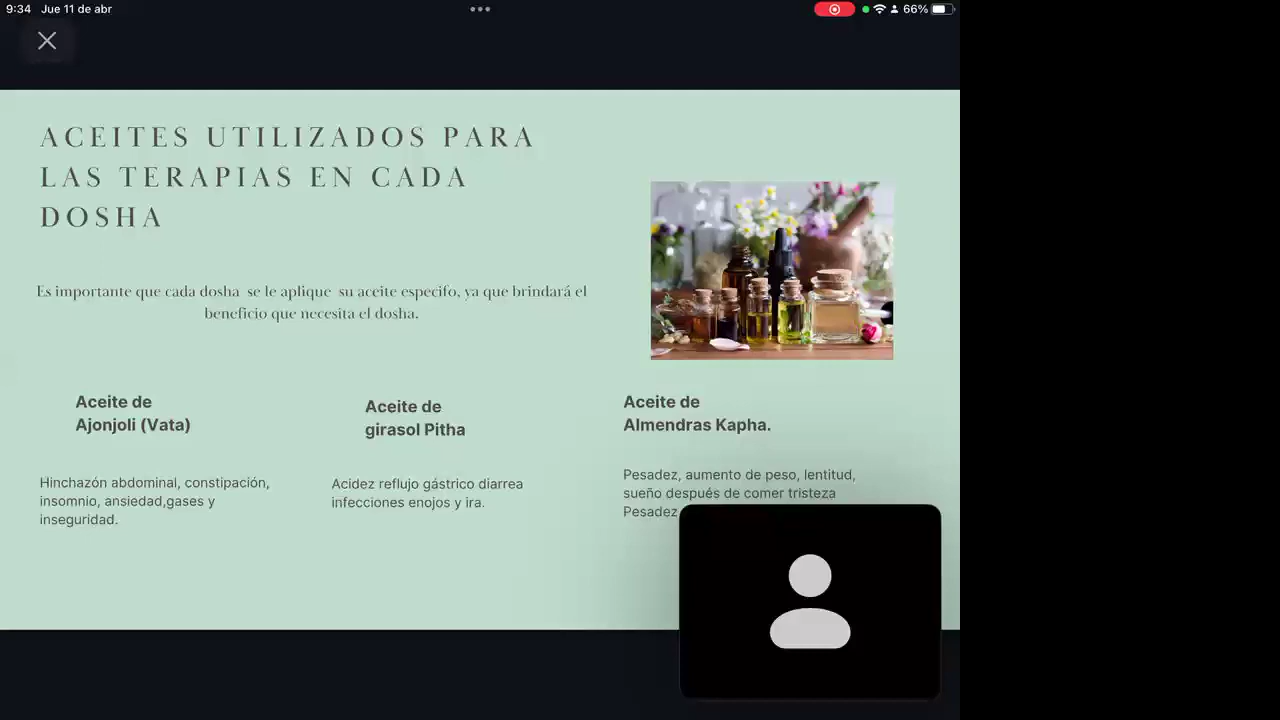 9:34 Jue 11 de abr
66%
ACEITES UTILIZADOS PARA
LAS TERAPIAS EN CADA
DOSHA
Es importante que cada dosha se le aplique su aceite especifo, ya que brindará el
beneficio que necesita el dosha.
Aceite de
Ajonjoli (Vata)
Hinchazón abdominal, constipación,
insomnio, ansiedad,gases y
inseguridad.
Aceite de
girasol Pitha
Acidez reflujo gástrico diarrea
infecciones enojos y ira.
Aceite de
Almendras Kapha.
Pesadez, aumento de peso, lentitud,
sueño después de comer tristeza
Pesadez